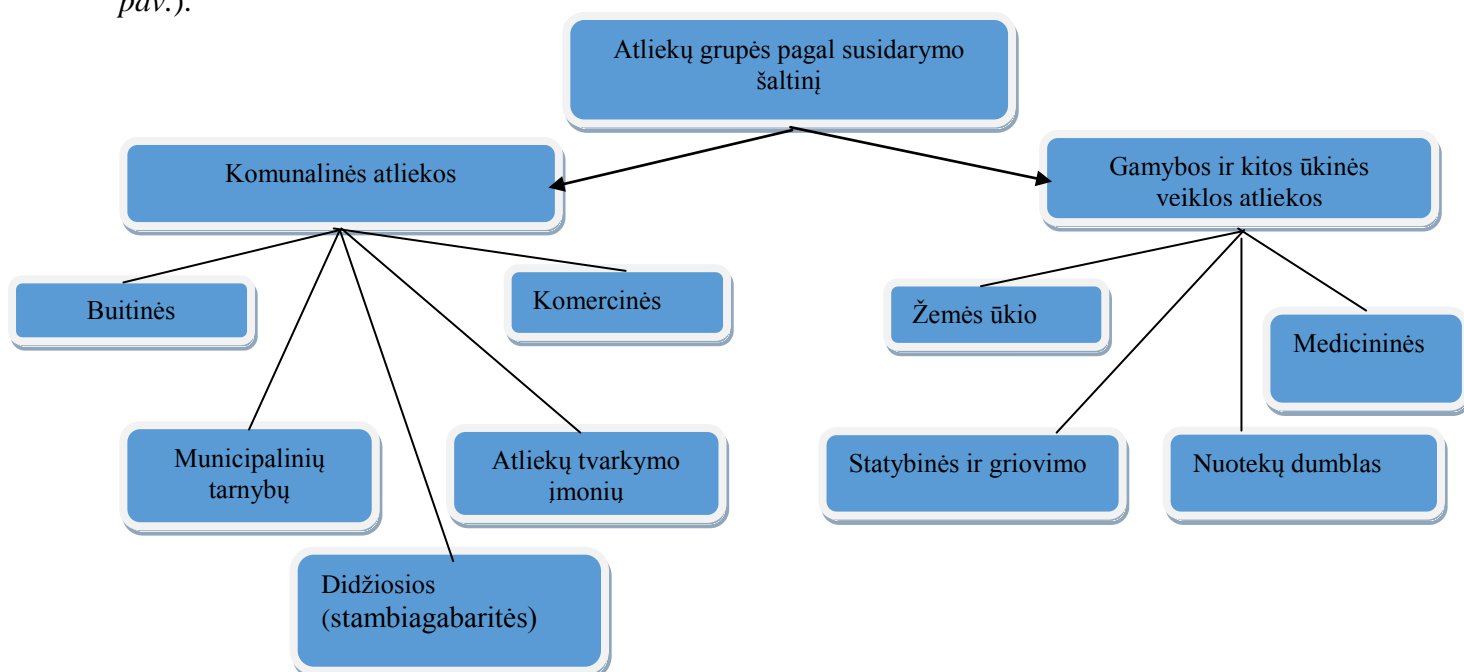 pav.).
Atliekų grupės pagal susidarymo
šaltinį
Komunalinės atliekos
Gamybos ir kitos ūkinės
veiklos atliekos
Buitinės
Komercinės
Žemės ūkio
Medicininės
Municipalinių
tarnybų
Atliekų tvarkymo
įmonių
Statybinės ir griovimo
Nuotekų dumblas
Didžiosios
(stambiagabaritės)